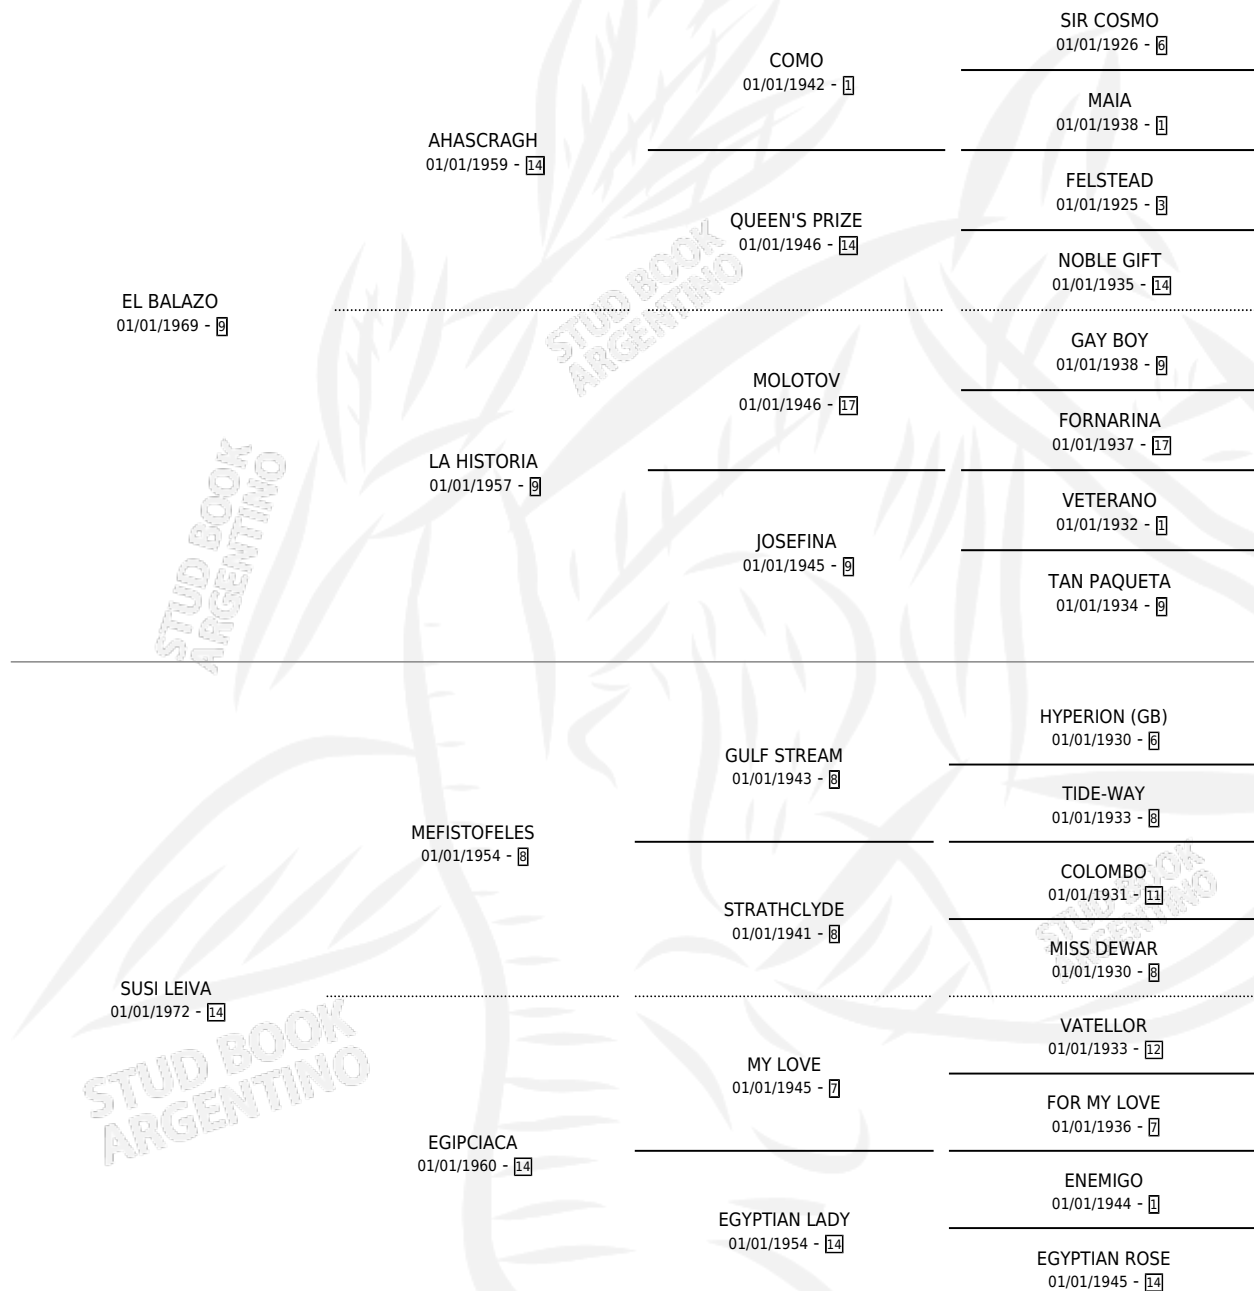 SIR COSMO
01/01/1926 - 6
COMO
01/01/1942 - 1
MAIA
01/01/1938 - 1
AHASCRAGH
01/01/1959 - 14
FELSTEAD
01/01/1925 - 3
QUEEN'S PRIZE
01/01/1946 - 14
NOBLE GIFT
01/01/1935 - 14
EL BALAZO
01/01/1969 - 9
STUD BOOK
ARGENTINO
GAY BOY
01/01/1938 - 9
MOLOTOV
01/01/1946 - 17
FORNARINA
01/01/1937 - 17
LA HISTORIA
01/01/1957 - 9
VETERANO
01/01/1932 - 1
JOSEFINA
01/01/1945 - 9
TAN PAQUETA
01/01/1934 - 9
STUD BOOK
ARGENTINO
HYPERION (GB)
01/01/1930 - 6
GULF STREAM
01/01/1943 - 8
TIDE-WAY
01/01/1933 - 8
MEFISTOFELES
01/01/1954 - 8
COLOMBO
01/01/1931 - 11
STRATHCLYDE
01/01/1941 - 8
STUD BOOK
ARGENTINO
MISS DEWAR
01/01/1930 - 8
SUSI LEIVA
01/01/1972 - 14
STUD BOOK
ARGENTINO
VATELLOR
01/01/1933 - 12
MY LOVE
01/01/1945 - 7
FOR MY LOVE
01/01/1936 - 7
EGIPCIACA
01/01/1960 - 14
ENEMIGO
01/01/1944 - 1
EGYPTIAN LADY
01/01/1954 - 14
EGYPTIAN ROSE
01/01/1945 - 14